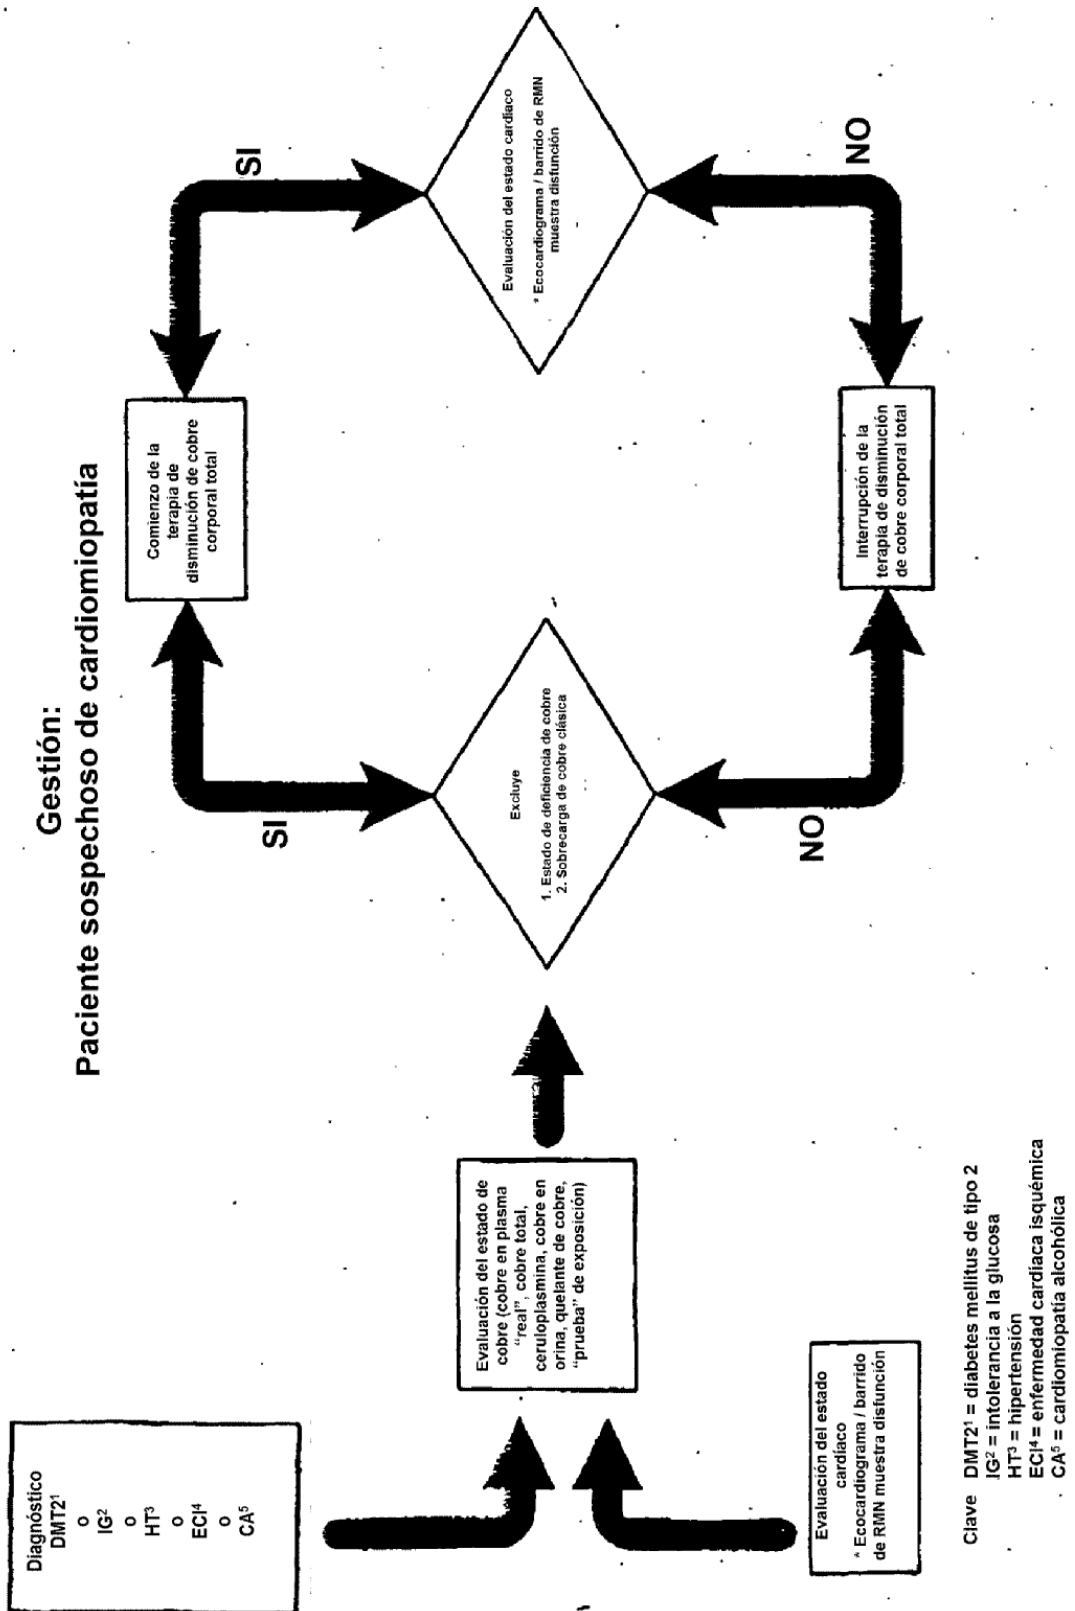 Gestión:
Paciente sospechoso de cardiomiopatía
Diagnóstico
DMT2¹
o
IG²
o
HT³
o
ECI⁴
o
CA⁵
Evaluación del estado
cardíaco
* Ecocardiograma / barrido
de RMN muestra disfunción
Evaluación del estado de
cobre (cobre en plasma
“real”, cobre total,
ceruloplasmina, cobre en
orina, quelante de cobre,
“prueba” de exposición)
Excluye
1. Estado de deficiencia de cobre
2. Sobrecarga de cobre clásica
SI
NO
Comienzo de la
terapia de
disminución de cobre
corporal total
Interrupción de la
terapia de disminución
de cobre corporal total
SI
NO
Evaluación del estado cardíaco
* Ecocardiograma / barrido de RMN
muestra disfunción
Clave DMT2¹ = diabetes mellitus de tipo 2
IG² = intolerancia a la glucosa
HT³ = hipertensión
ECI⁴ = enfermedad cardíaca isquémica
CA⁵ = cardiomiopatía alcohólica